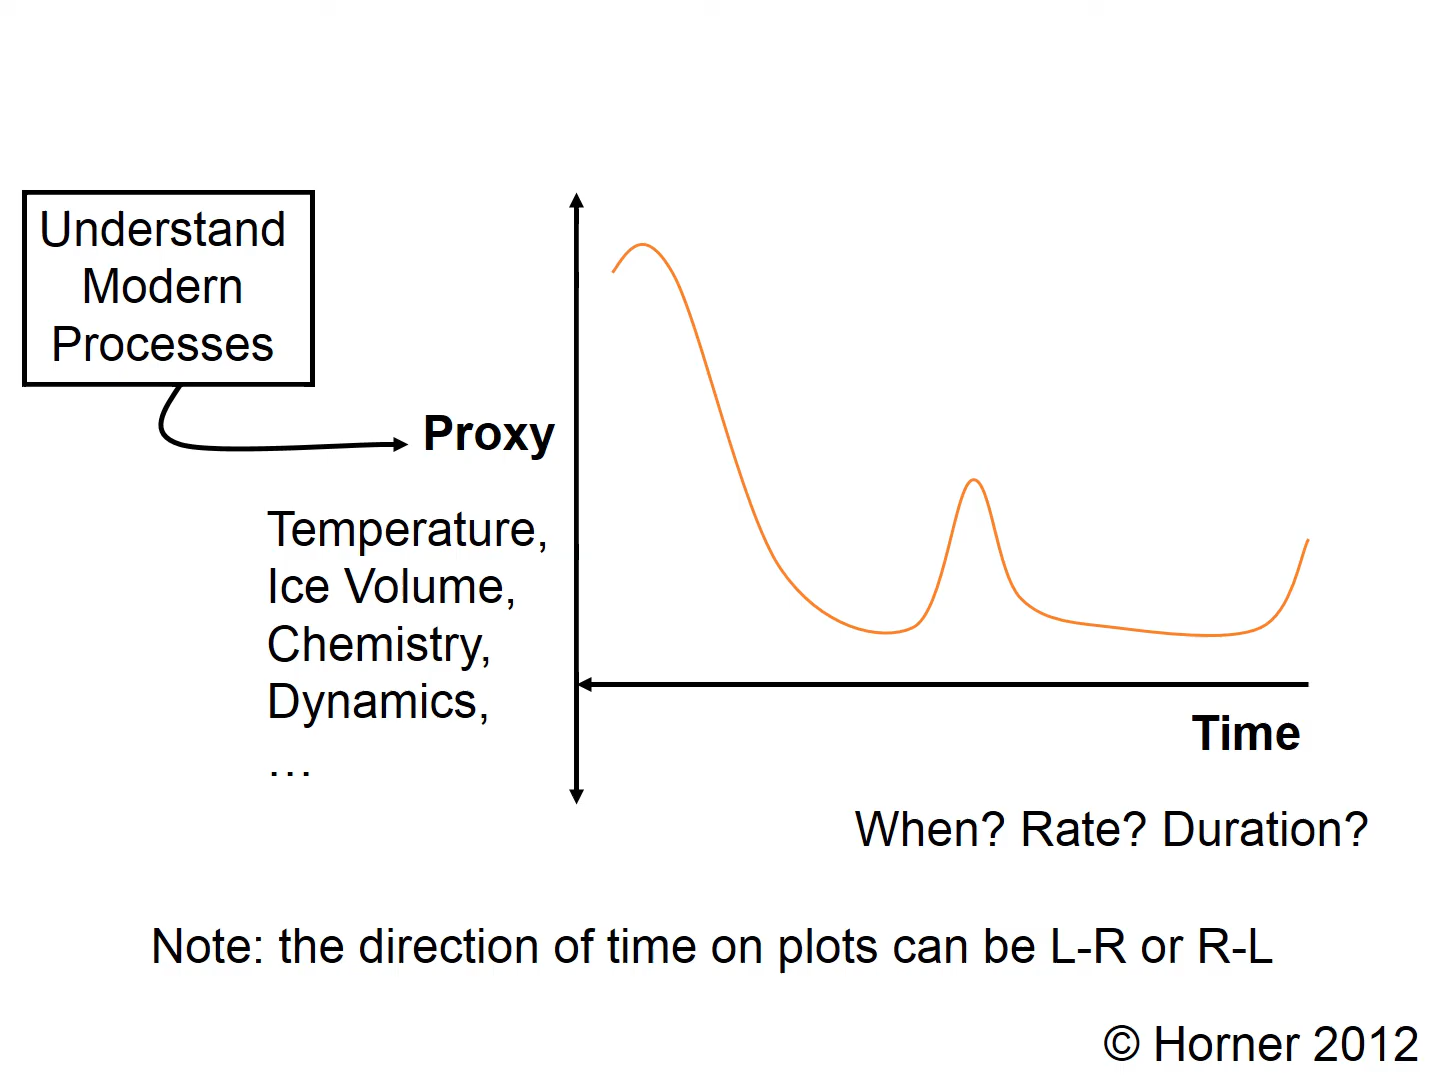 Understand
Modern
Processes
Proxy
Temperature,
Ice Volume,
Chemistry,
Dynamics,
…
Time
When? Rate? Duration?
Note: the direction of time on plots can be L-R or R-L
© Horner 2012